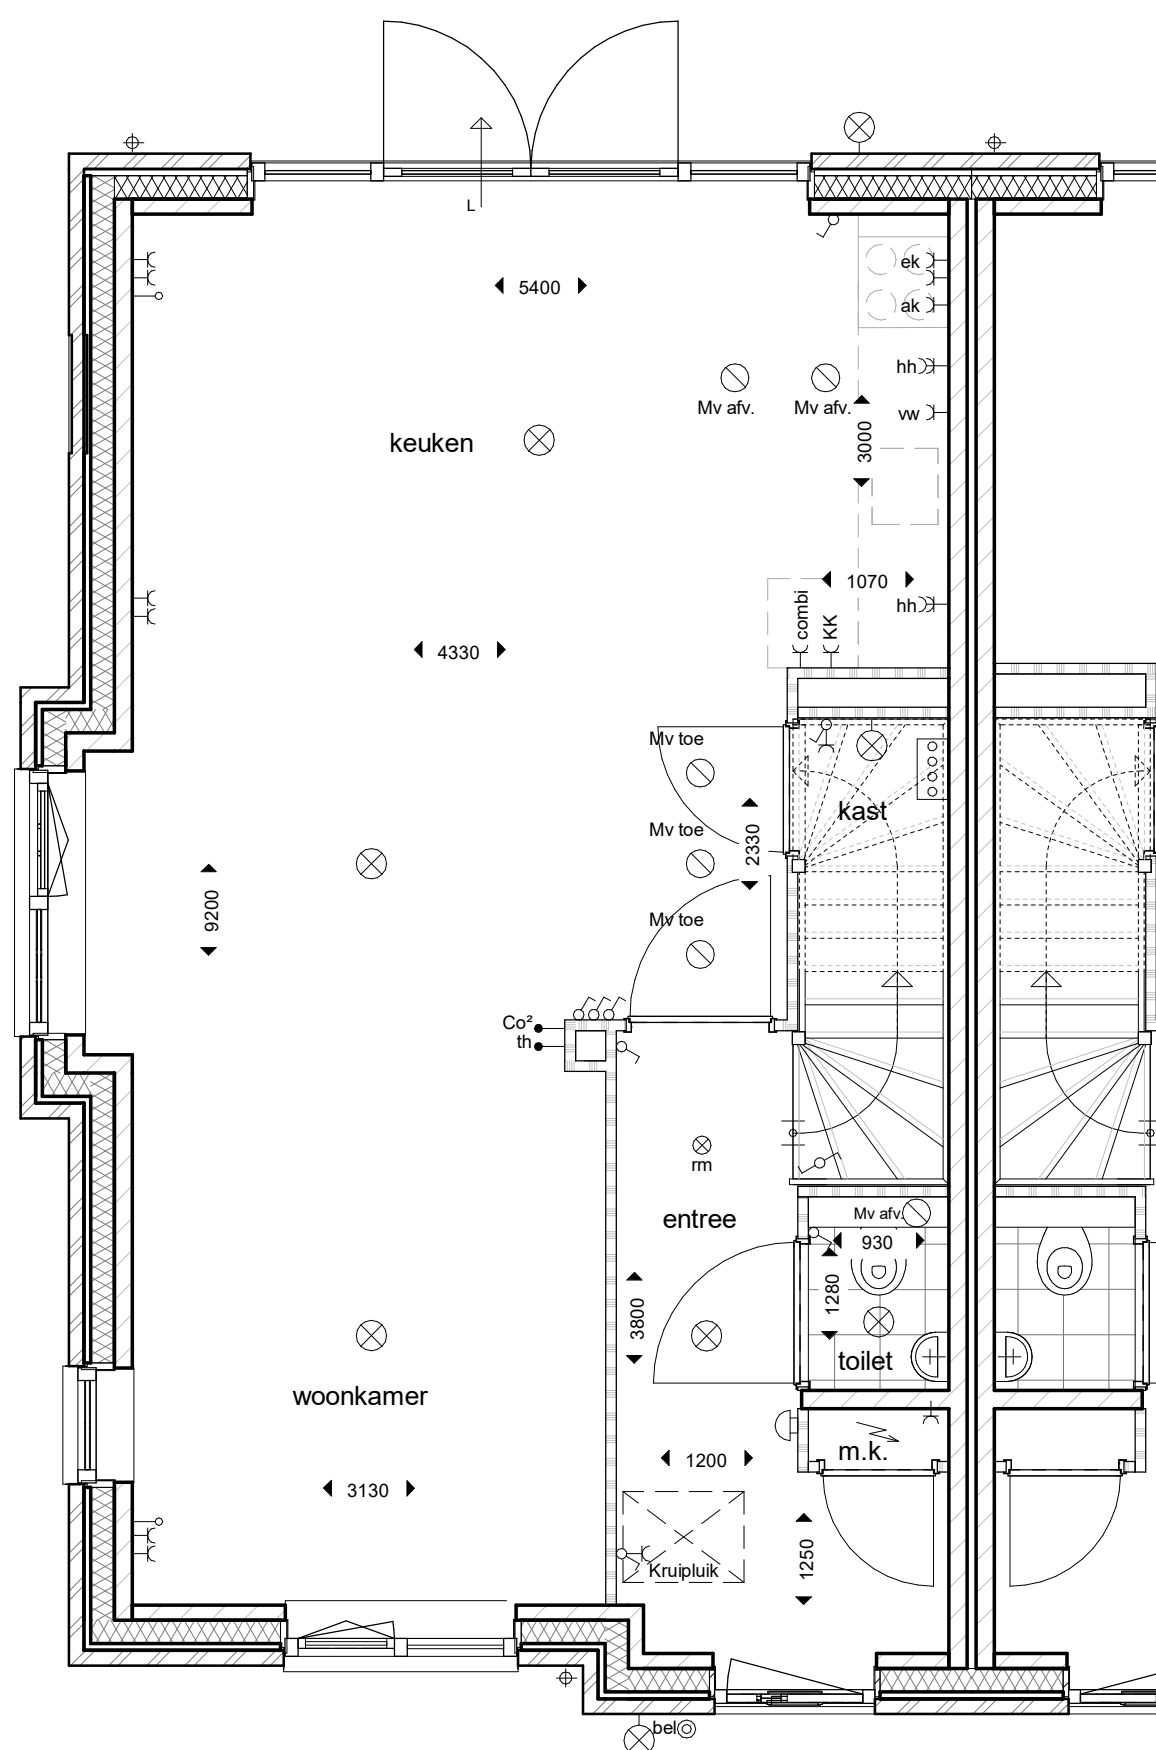 L
5400
ek
ak
hh
Mv afv.
Mv afv.
vw
3000
keuken
1070
hh
combi
KK
4330
Mv toe
kast
Mv toe
2330
9200
Mv toe
Co²
th
rm
entree
Mv afv.
930
1280
3800
toilet
woonkamer
m.k.
1200
3130
1250
Kruipluik
bel